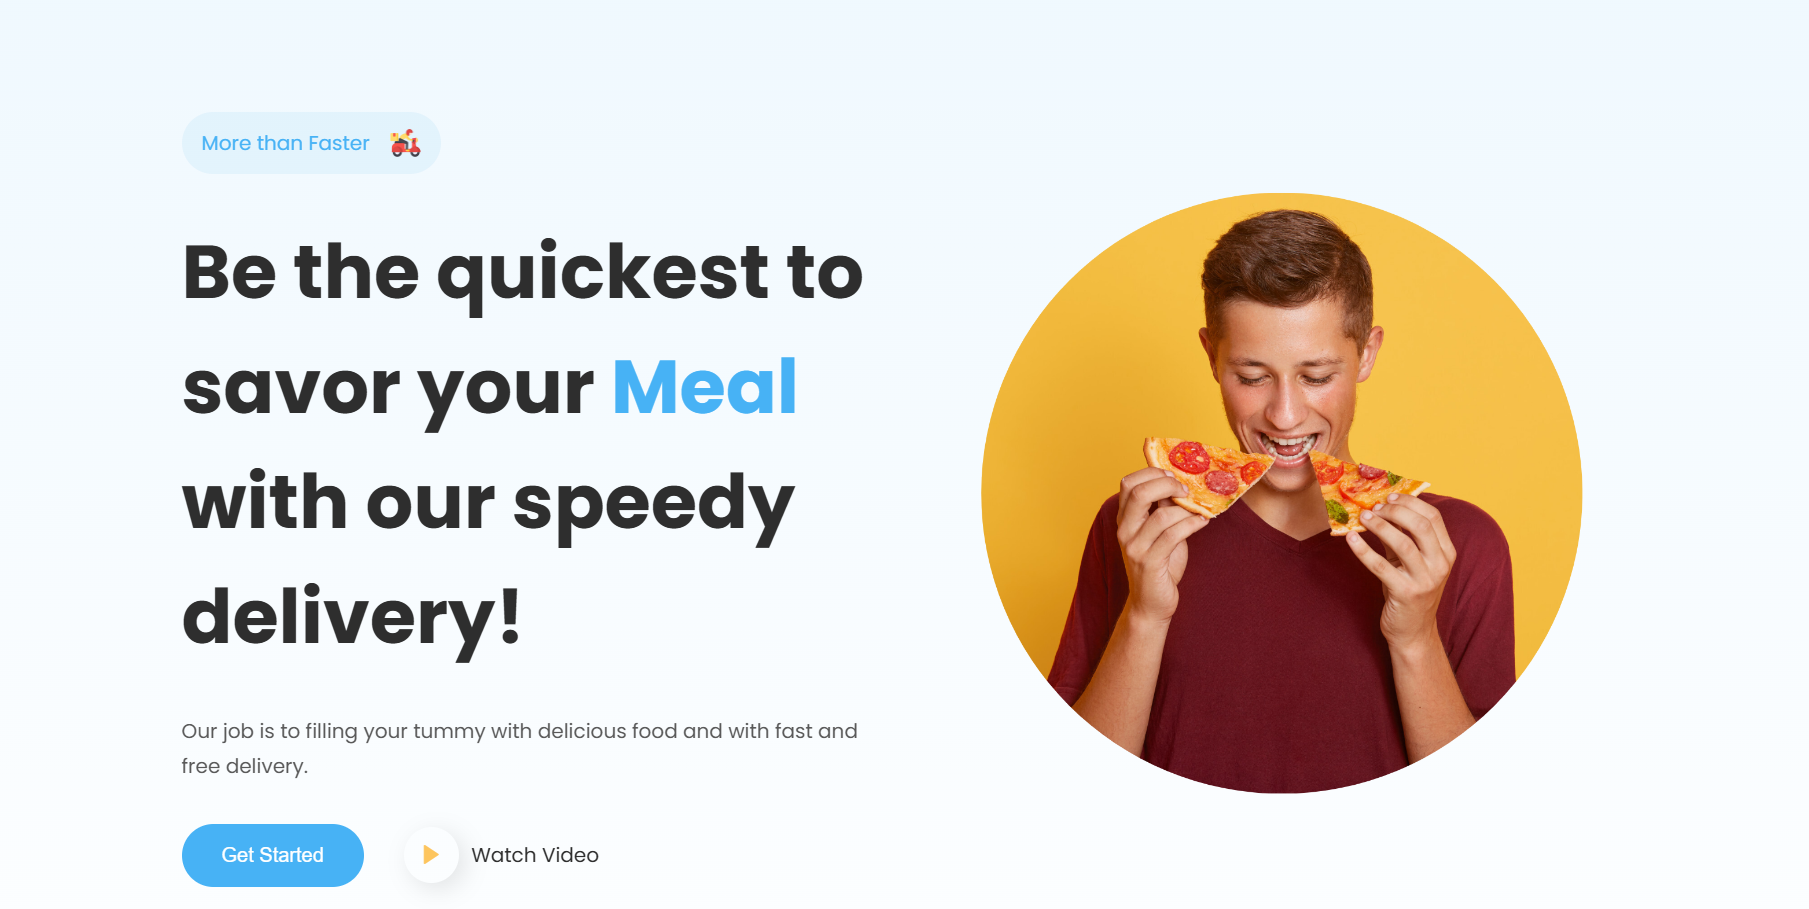 More than Faster
Be the quickest to
savor your Meal
with our speedy
delivery!
Our job is to filling your tummy with delicious food and with fast and
free delivery.
Get Started
Watch Video